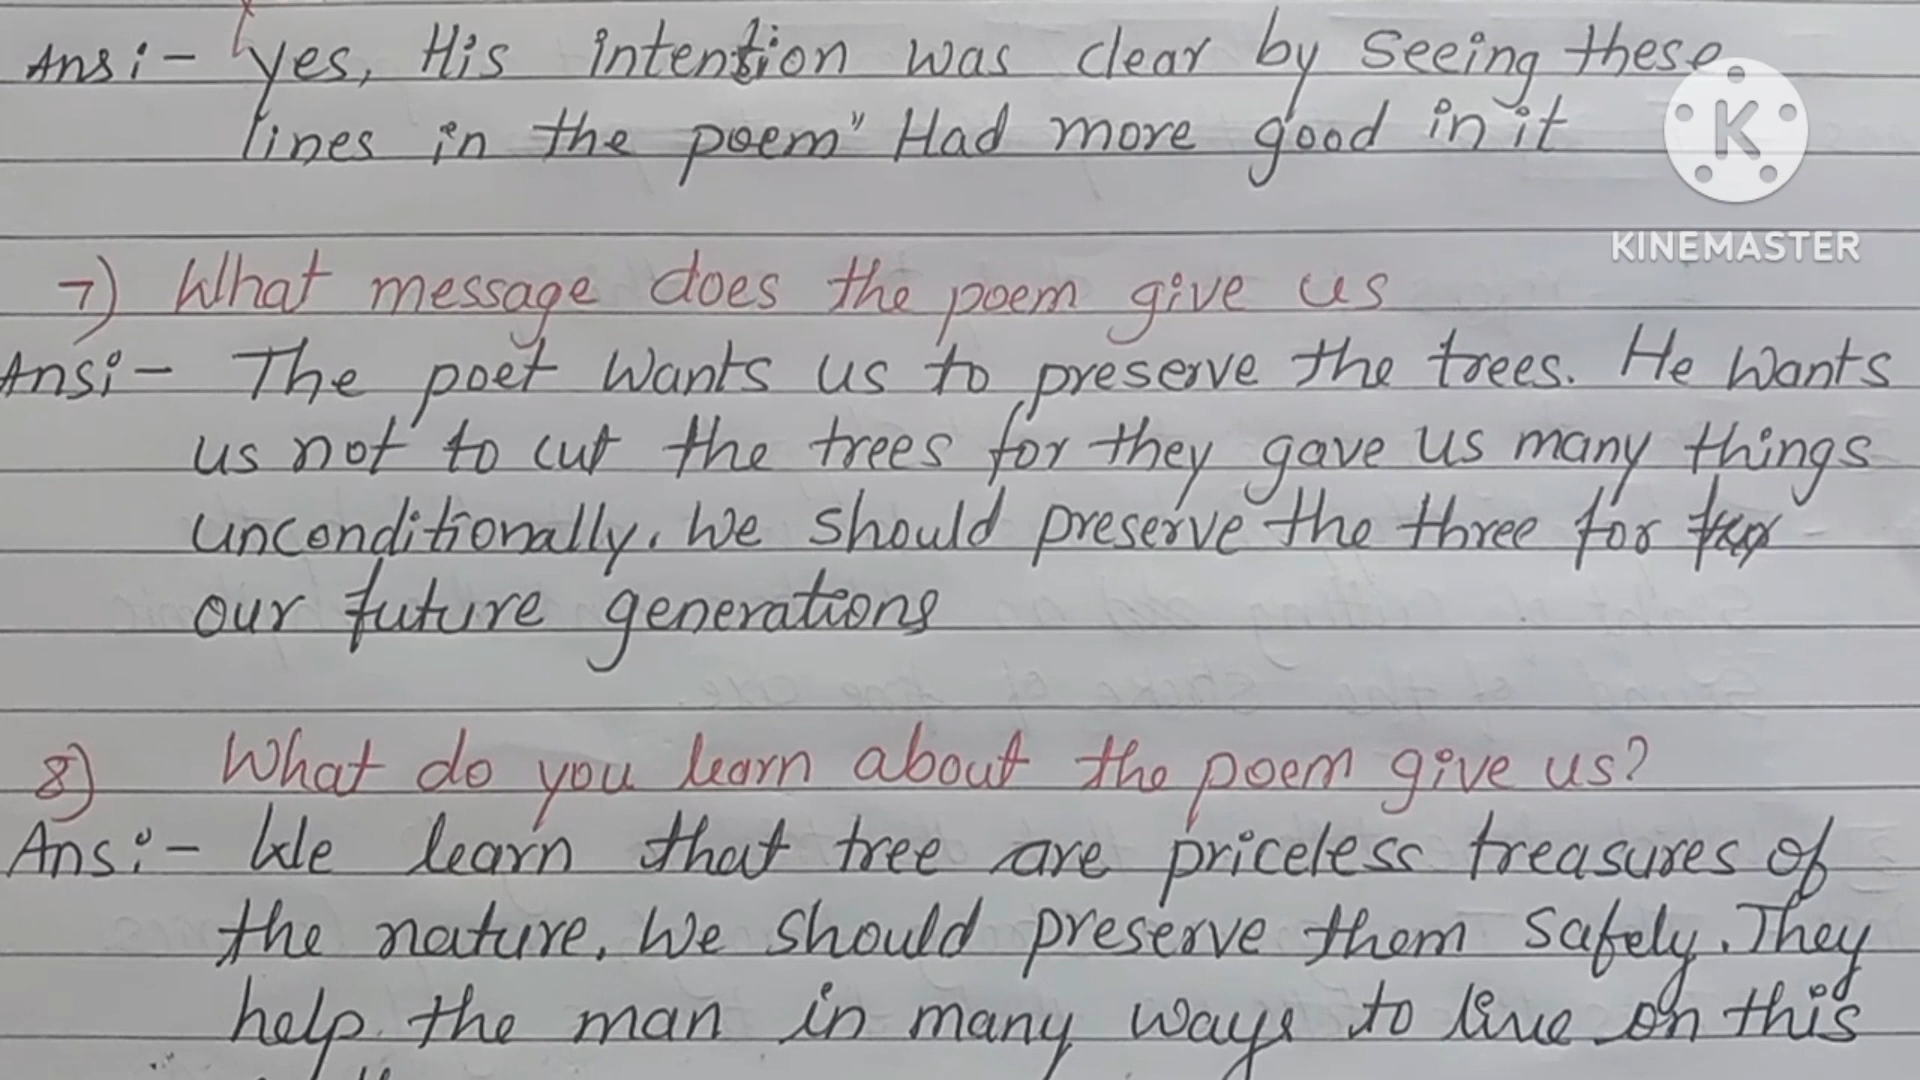 Ans:- yes, His intention was clear by seeing these
lines in the poem" Had more good in it
KINEMASTER
7) What message does the poem give us
Ans:- The poet wants us to preserve the trees. He wants
us not to cut the trees for they gave us many things
unconditionally. We should preserve the three for
our future generations
8) What do you learn about the poem give us?
Ans:- We learn that tree are priceless treasures of
the nature. We should preserve them safely. They
help the man in many ways to live on this